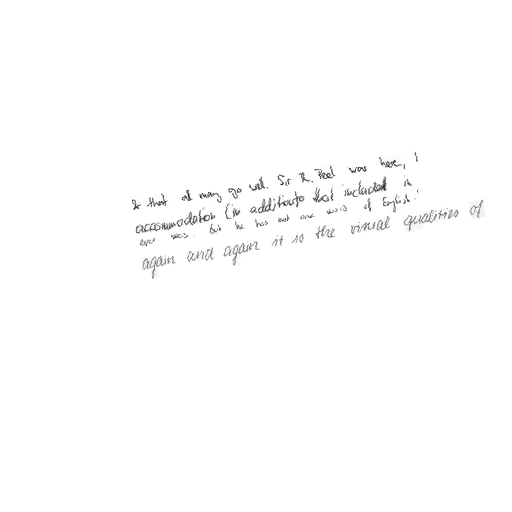 so that all may go well. Sir R. Peel was here, I
accommodation (in addition to that included in
ever was. But he has not one word of English!
again and again it is the visual qualities of